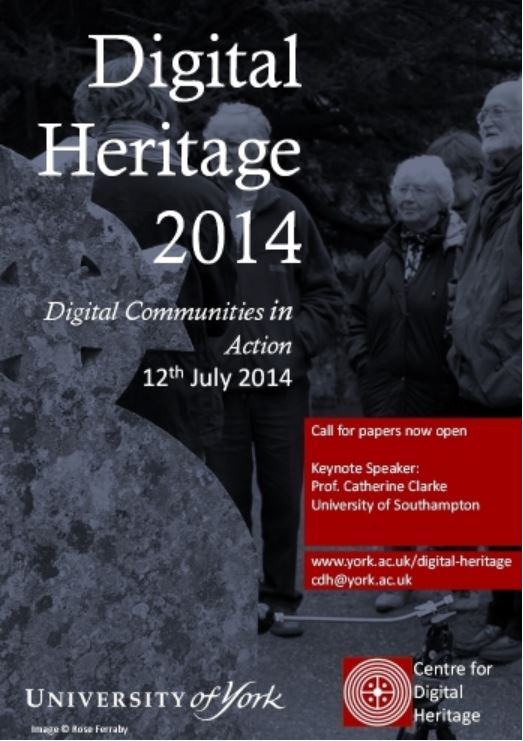 Digital
Heritage
2014
Digital Communities in
Action
12th July 2014
Call for papers now open
Keynote Speaker:
Prof. Catherine Clarke
University of Southampton
www.york.ac.uk/digital-heritage
cdh@york.ac.uk
UNIVERSITY of York
Image © Rose Ferraby
Centre for
Digital
Heritage